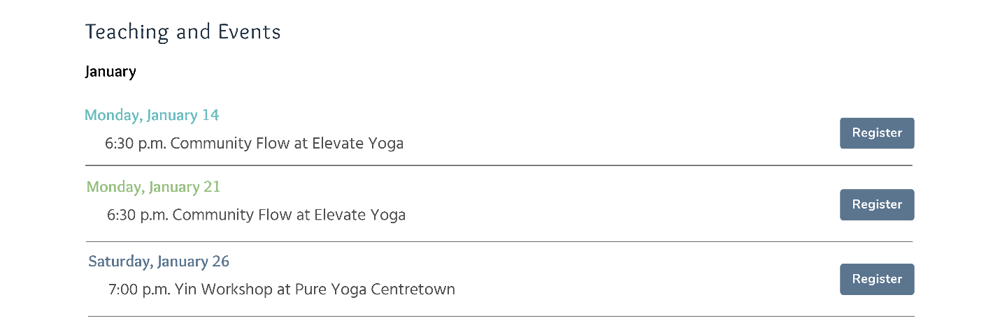 Teaching and Events
January
Monday, January 14
6:30 p.m. Community Flow at Elevate Yoga
Register
Monday, January 21
6:30 p.m. Community Flow at Elevate Yoga
Register
Saturday, January 26
7:00 p.m. Yin Workshop at Pure Yoga Centretown
Register